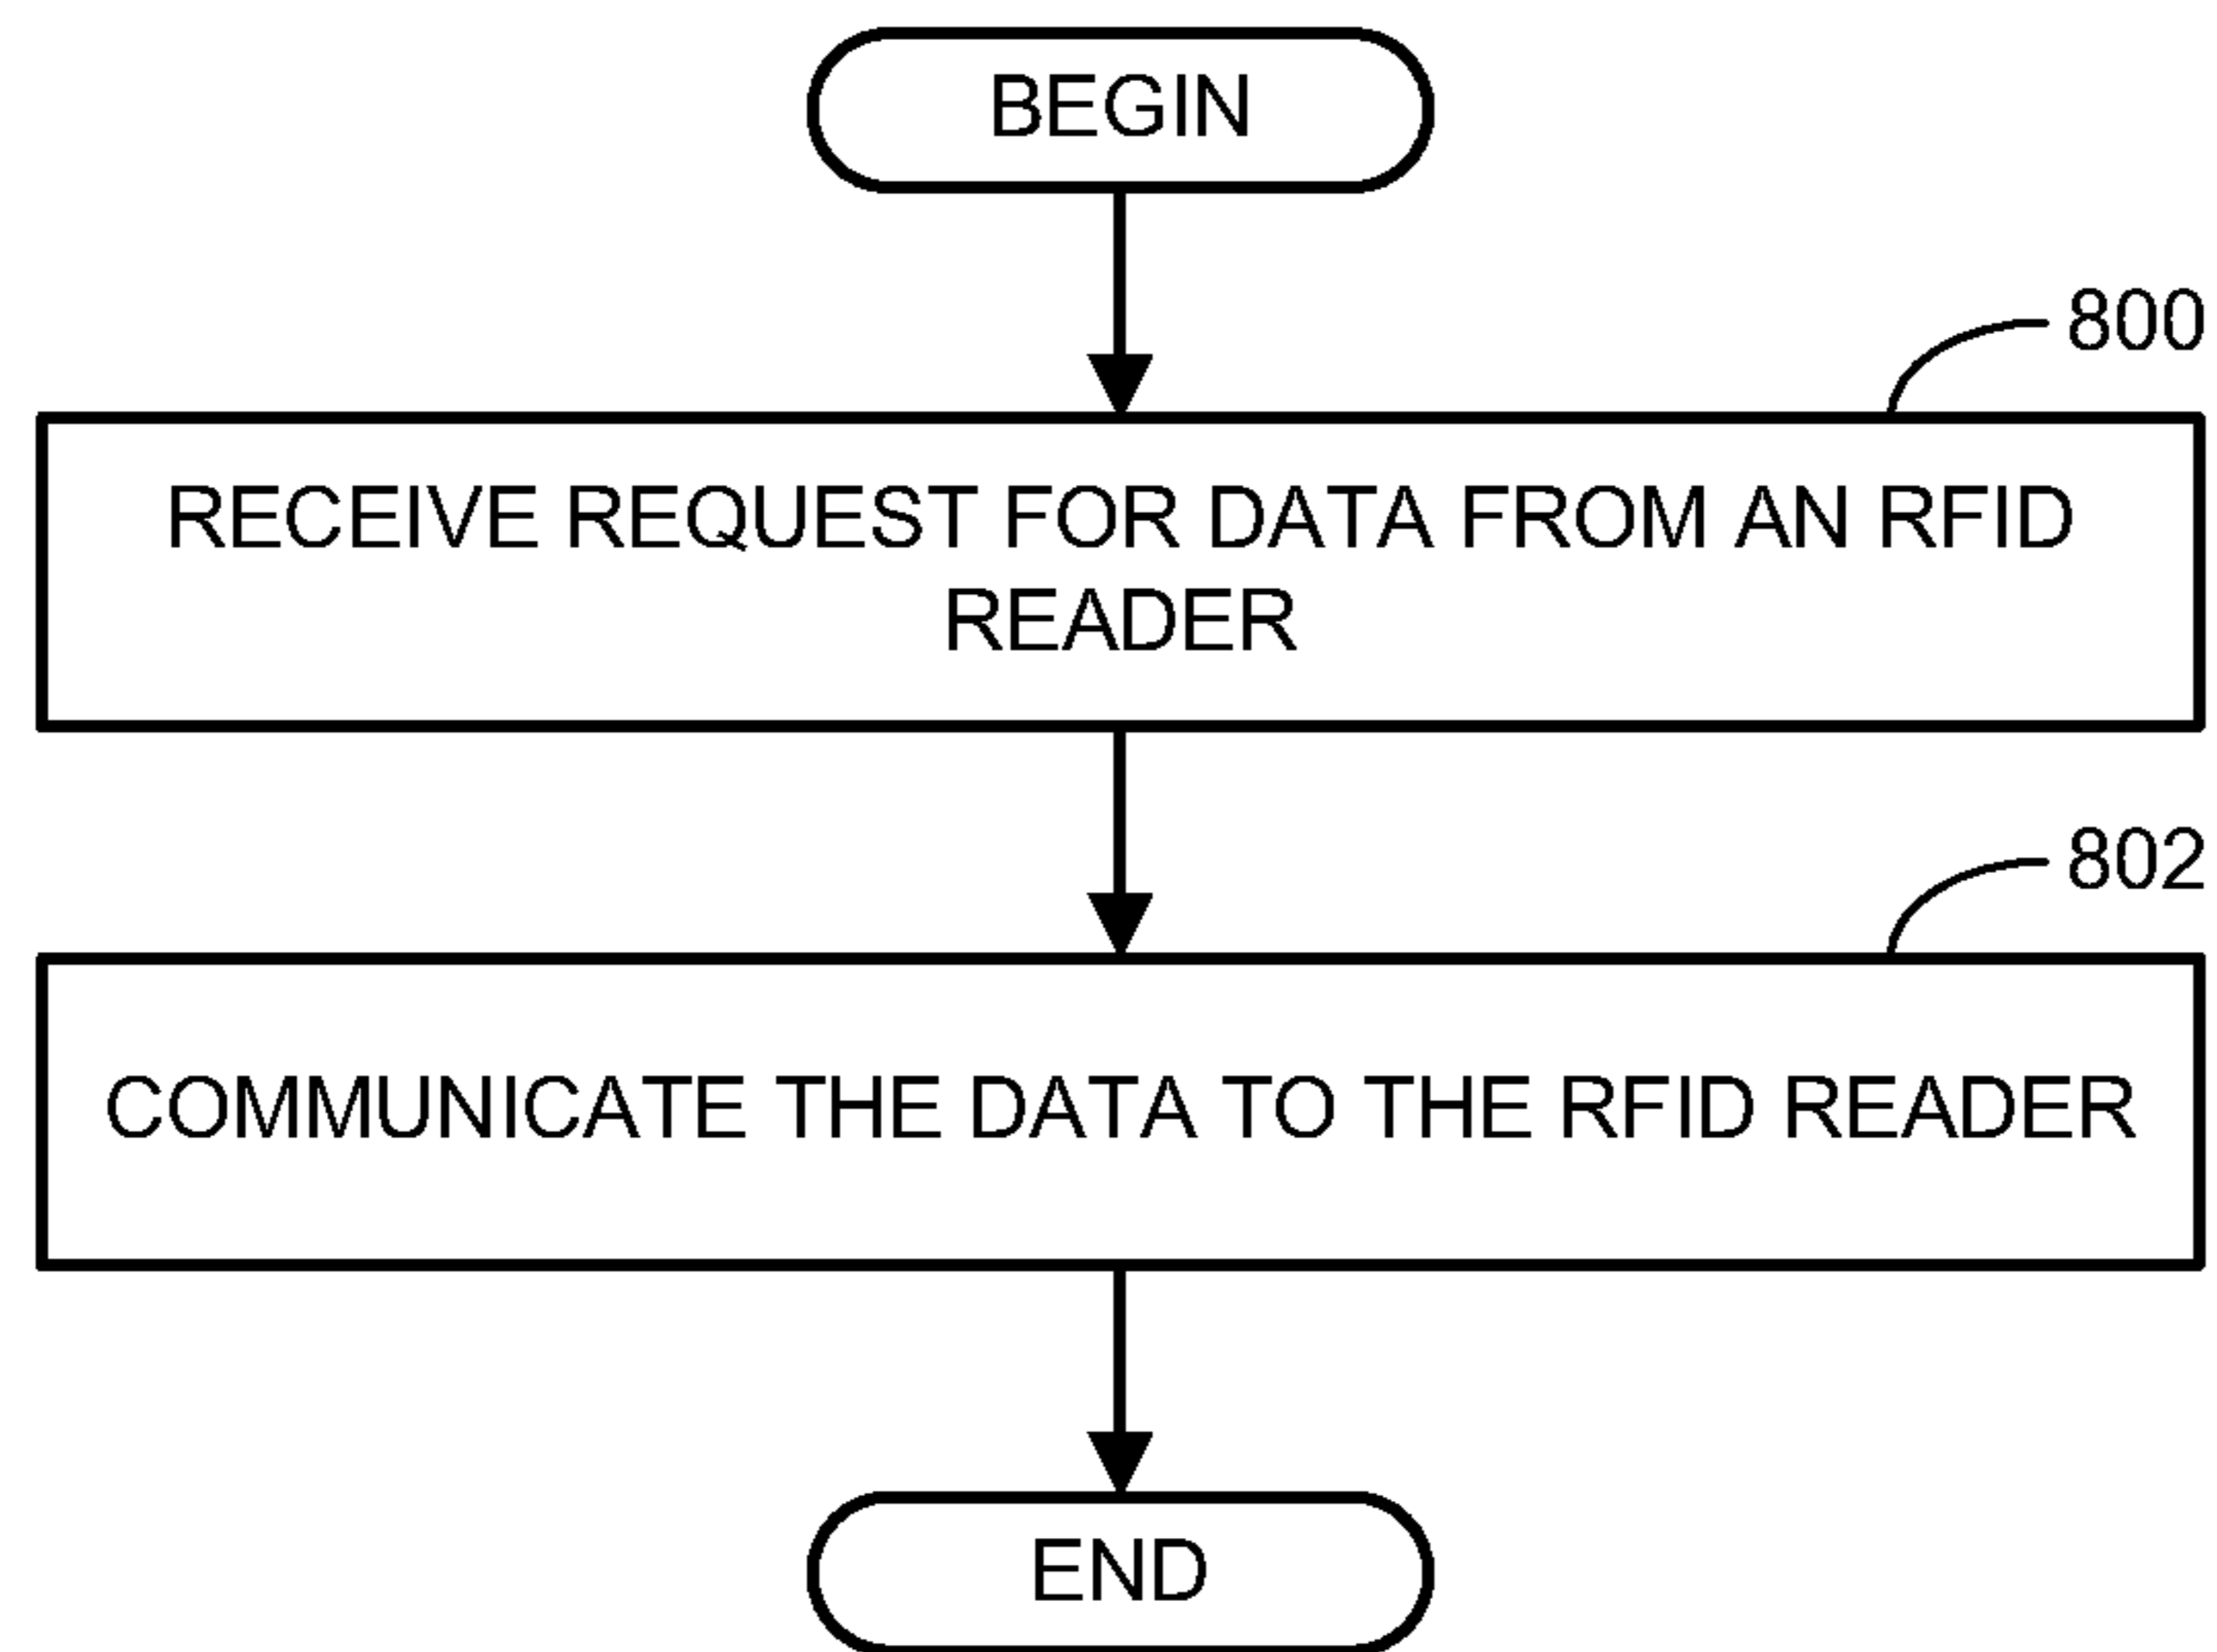 BEGIN
800
RECEIVE REQUEST FOR DATA FROM AN RFID
READER
802
COMMUNICATE THE DATA TO THE RFID READER
END